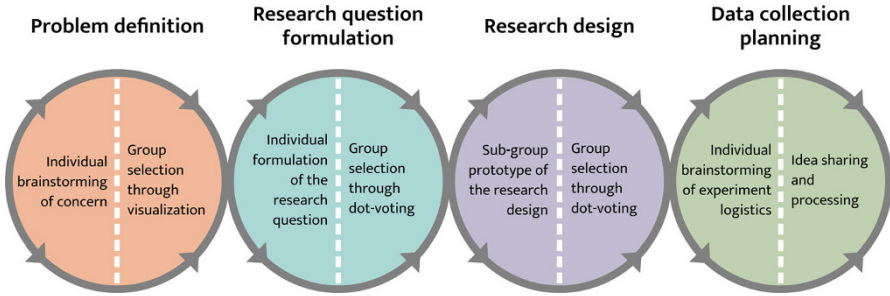 Problem definition
Research question
formulation
Research design
Data collection
planning
Individual
brainstorming
of concern
Group
selection
through
visualization
Individual
formulation
of the
research
question
Group
selection
through
dot-voting
Sub-group
prototype of
the research
design
Group
selection
through
dot-voting
Individual
brainstorming
of experiment
logistics
Idea sharing
and
processing